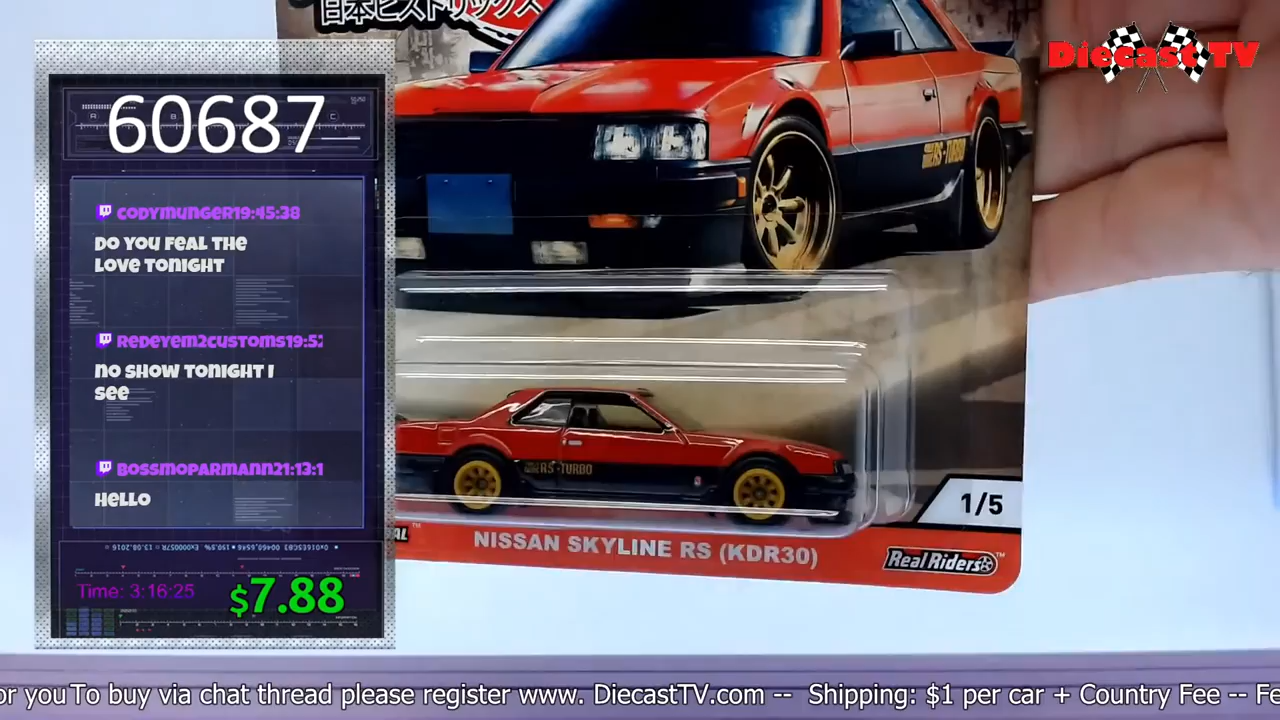 日本ヒストリックス
Diecast TV
60687
codymunger19:45:38
Do you feal the
love tonight
redeyem2customs19:5
no show tonight i
see
bossmoparmann21:13:1
Hello
Time: 3:16:25
$7.88
RS-TURBO
RS-TURBO
1/5
NISSAN SKYLINE RS (KDR30)
Real Riders™
or you To buy via chat thread please register www. DiecastTV.com -- Shipping: $1 per car + Country Fee -- Fe